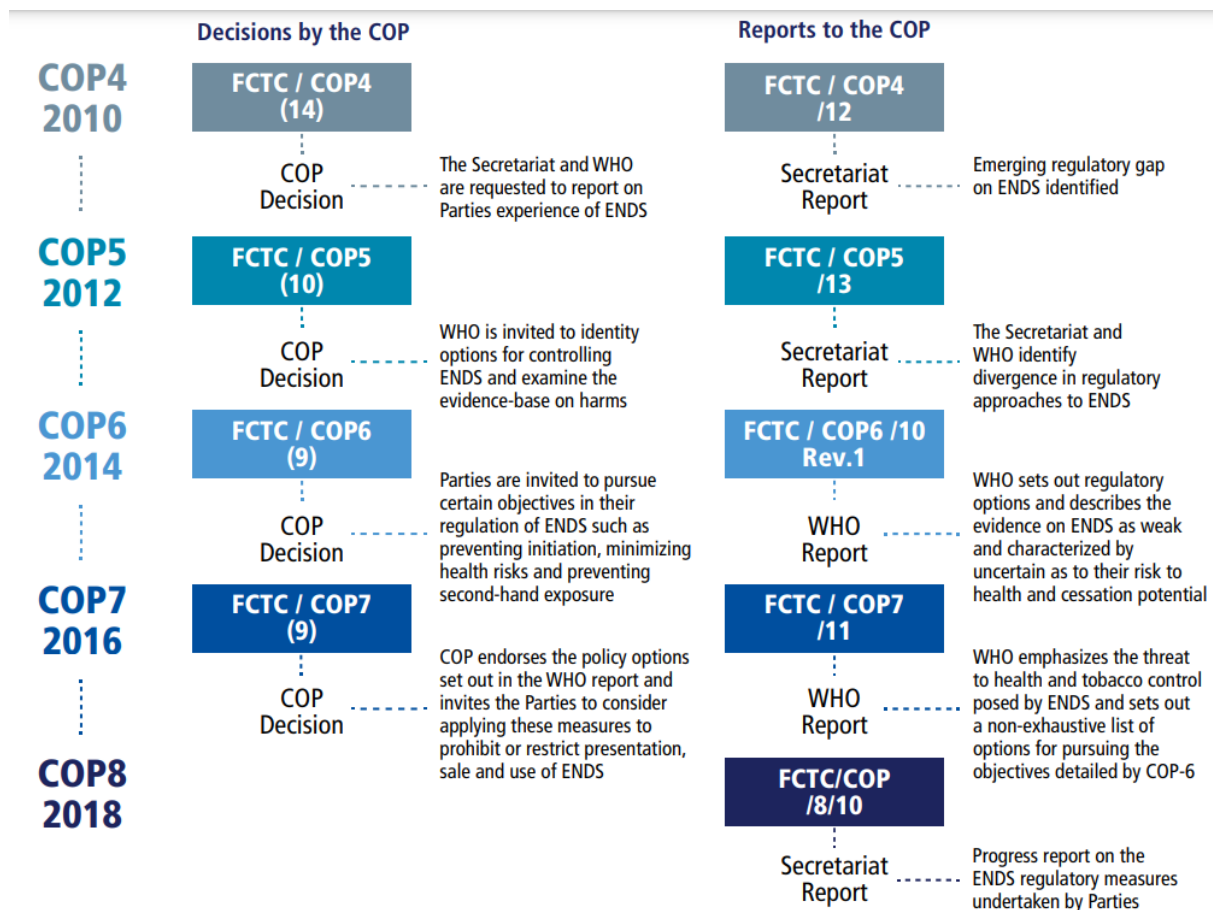 Decisions by the COP
Reports to the COP
COP4
2010
FCTC / COP4
(14)
COP
Decision
The Secretariat and WHO
are requested to report on
Parties experience of ENDS
FCTC / COP4
/12
Secretariat
Report
Emerging regulatory gap
on ENDS identified
COP5
2012
FCTC / COP5
(10)
COP
Decision
WHO is invited to identity
options for controlling
ENDS and examine the
evidence-base on harms
FCTC / COP5
/13
Secretariat
Report
The Secretariat and
WHO identify
divergence in regulatory
approaches to ENDS
COP6
2014
FCTC / COP6
(9)
COP
Decision
Parties are invited to pursue
certain objectives in their
regulation of ENDS such as
preventing initiation, minimizing
health risks and preventing
second-hand exposure
FCTC / COP6 /10
Rev.1
WHO
Report
WHO sets out regulatory
options and describes the
evidence on ENDS as weak
and characterized by
uncertain as to their risk to
health and cessation potential
COP7
2016
FCTC / COP7
(9)
COP
Decision
COP endorses the policy options
set out in the WHO report and
invites the Parties to consider
applying these measures to
prohibit or restrict presentation,
sale and use of ENDS
FCTC / COP7
/11
WHO
Report
WHO emphasizes the threat
to health and tobacco control
posed by ENDS and sets out
a non-exhaustive list of
options for pursuing the
objectives detailed by COP-6
COP8
2018
FCTC/COP
/8/10
Secretariat
Report
Progress report on the
ENDS regulatory measures
undertaken by Parties